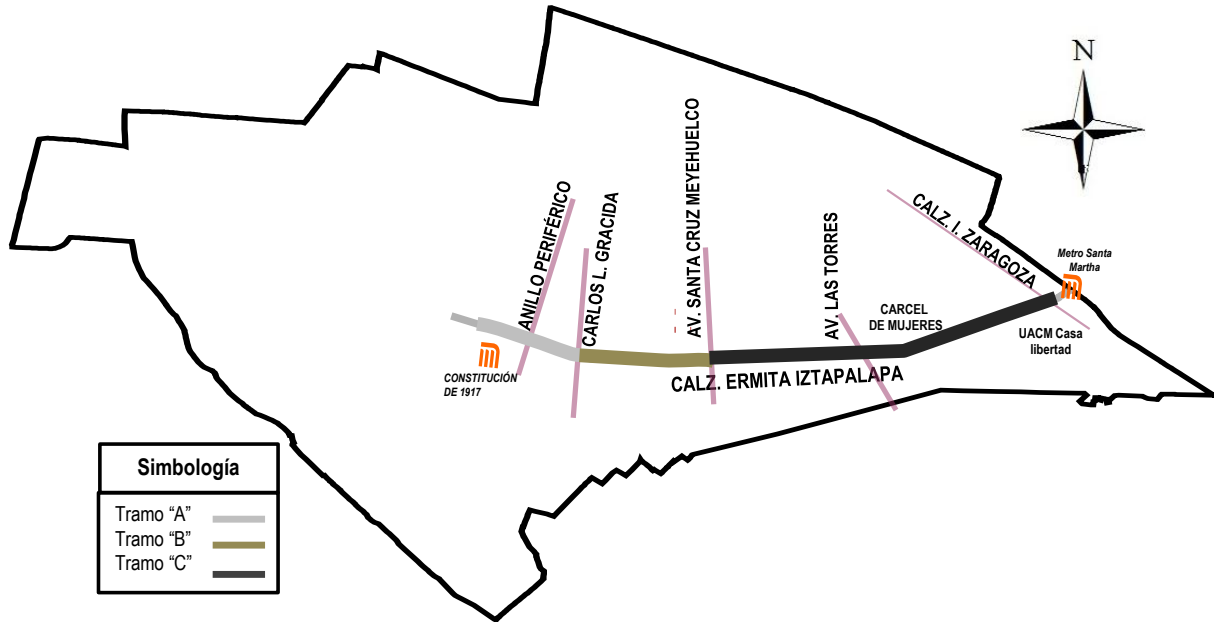 N
ANILLO PERIFÉRICO
CARLOS L. GRACIDA
AV. SANTA CRUZ MEYEHUELCO
AV. LAS TORRES
CALZ. I. ZARAGOZA
Metro Santa
Martha
CARCEL
DE MUJERES
UACM Casa
libertad
CONSTITUCIÓN
DE 1917
CALZ. ERMITA IZTAPALAPA
Simbología
Tramo “A”
Tramo “B”
Tramo “C”